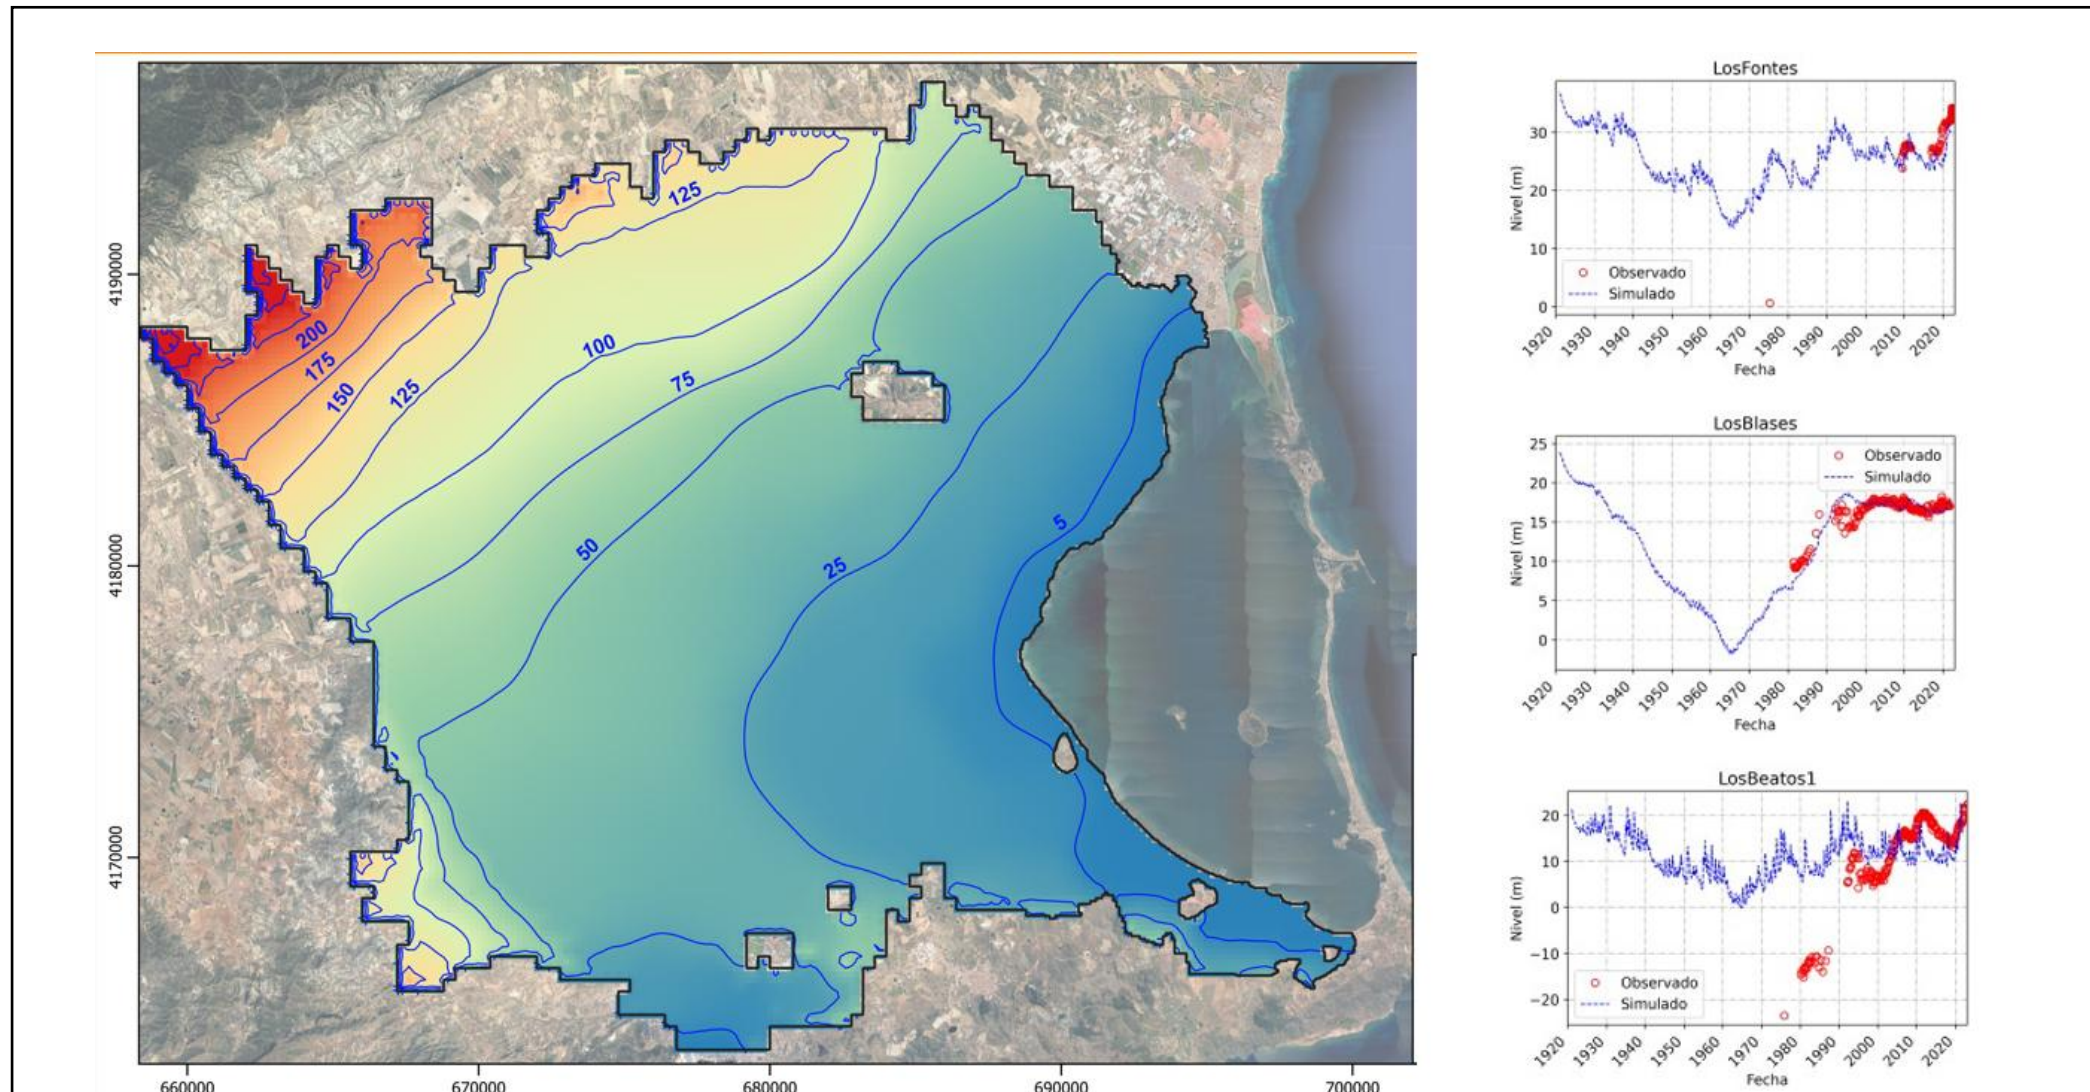 4190000
4180000
4170000
660000
670000
680000
690000
700000
125
200
175
150
125
100
75
50
25
5
LosFontes
Nivel (m)
30
20
10
0
Observado
Simulado
1920 1930 1940 1950 1960 1970 1980 1990 2000 2010 2020
Fecha
LosBlases
Nivel (m)
25
20
15
10
5
0
Observado
Simulado
1920 1930 1940 1950 1960 1970 1980 1990 2000 2010 2020
Fecha
LosBeatos1
Nivel (m)
20
10
0
−10
−20
Observado
Simulado
1920 1930 1940 1950 1960 1970 1980 1990 2000 2010 2020
Fecha